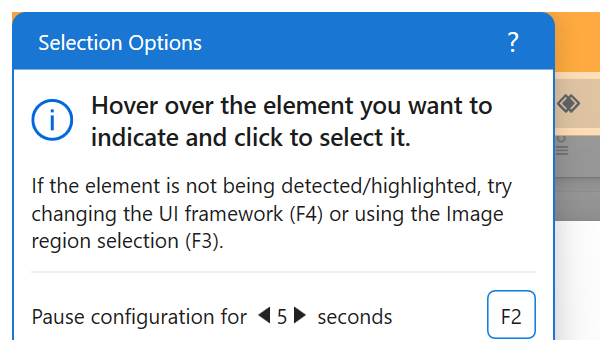 Selection Options ?
Hover over the element you want to
indicate and click to select it.
If the element is not being detected/highlighted, try
changing the UI framework (F4) or using the Image
region selection (F3).
Pause configuration for 5 seconds F2